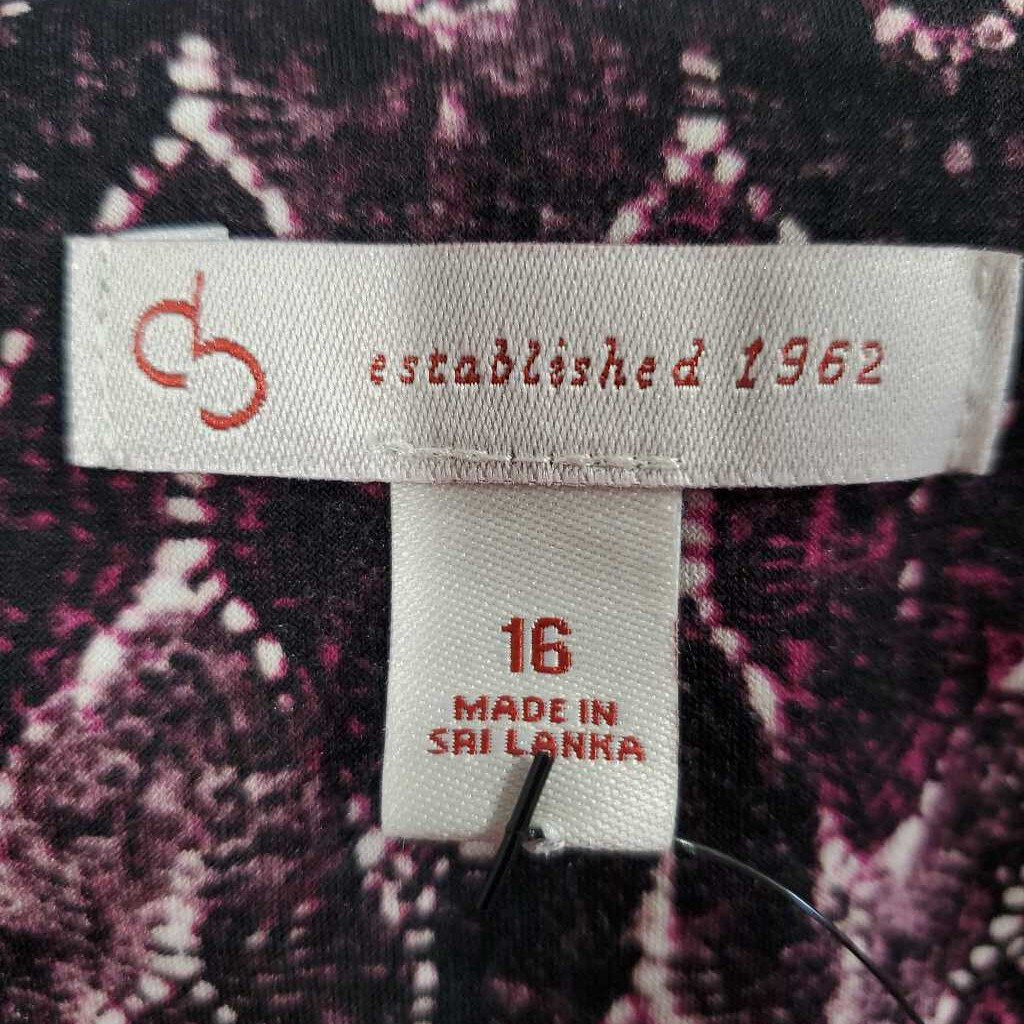 established 1962
16
MADE IN
SRI LANKA